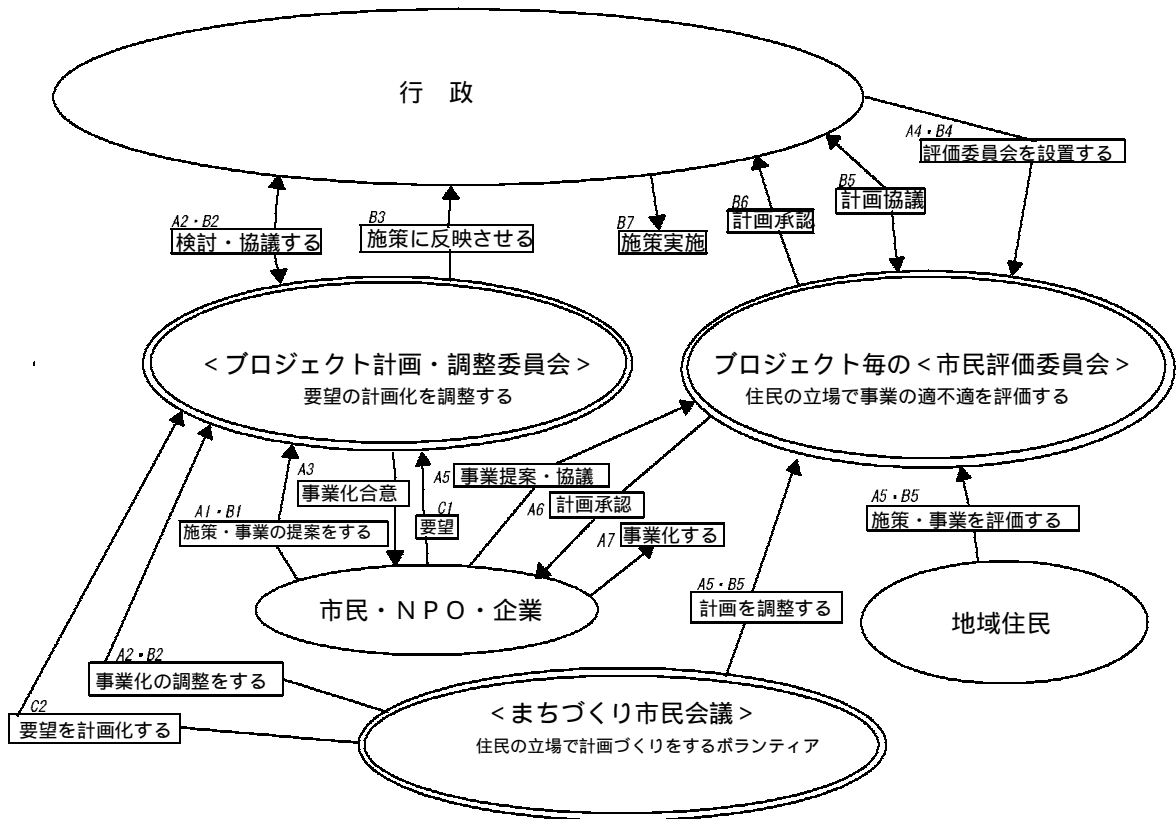 行　政
A4・B4
評価委員会を設置する
B5
計画協議
B6
計画承認
A2・B2
検討・協議する
B3
施策に反映させる
B7
施策実施
＜プロジェクト計画・調整委員会＞
要望の計画化を調整する
プロジェクト毎の＜市民評価委員会＞
住民の立場で事業の適不適を評価する
A3
事業化合意
A5
事業提案・協議
A6
計画承認
C1
要望
A1・B1
施策・事業の提案をする
A7
事業化する
A5・B5
施策・事業を評価する
A5・B5
計画を調整する
市民・ＮＰＯ・企業
地域住民
A2・B2
事業化の調整をする
C2
要望を計画化する
＜まちづくり市民会議＞
住民の立場で計画づくりをするボランティア